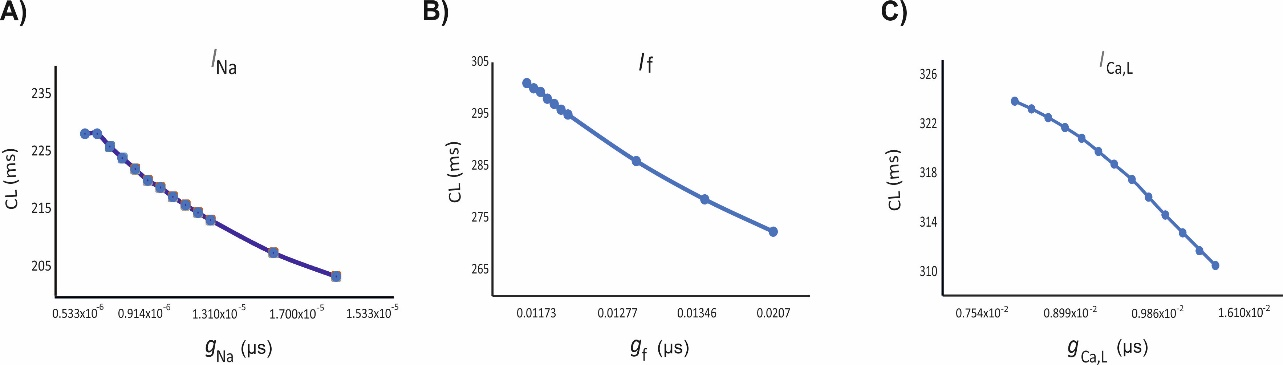 A)
I Na
CL (ms)
235
225
215
205
0.533x10-6
0.914x10-6
1.310x10-5
1.700x10-5
1.533x10-5
gNa (μs)
B)
If
CL (ms)
305
295
285
275
265
0.01173
0.01277
0.01346
0.0207
gf (μs)
C)
I Ca,L
CL (ms)
326
322
318
314
310
0.754x10-2
0.899x10-2
0.986x10-2
1.610x10-2
gCa,L (μs)